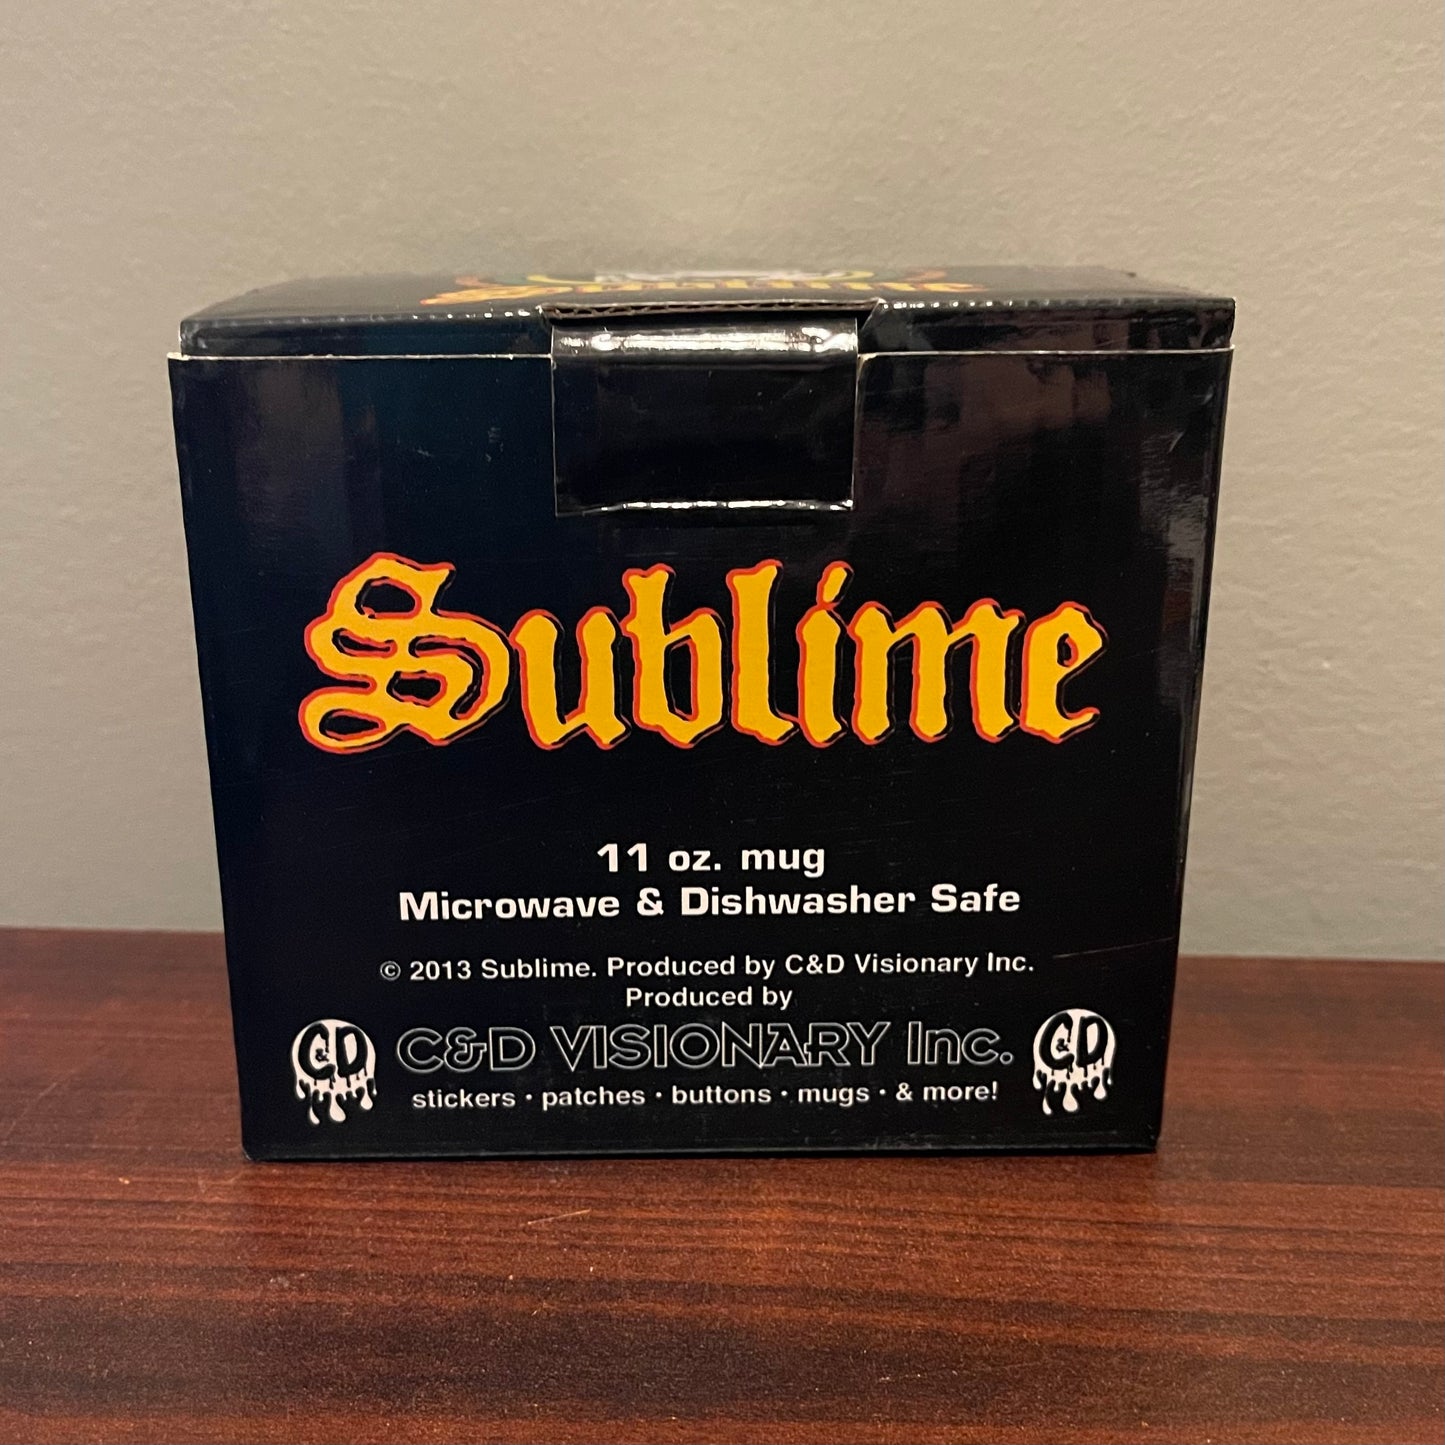 Sublime
Sublime
11 oz. mug
Microwave & Dishwasher Safe
© 2013 Sublime. Produced by C&D Visionary Inc.
Produced by
C&D C&D VISIONARY Inc. C&D
stickers · patches · buttons · mugs · & more!